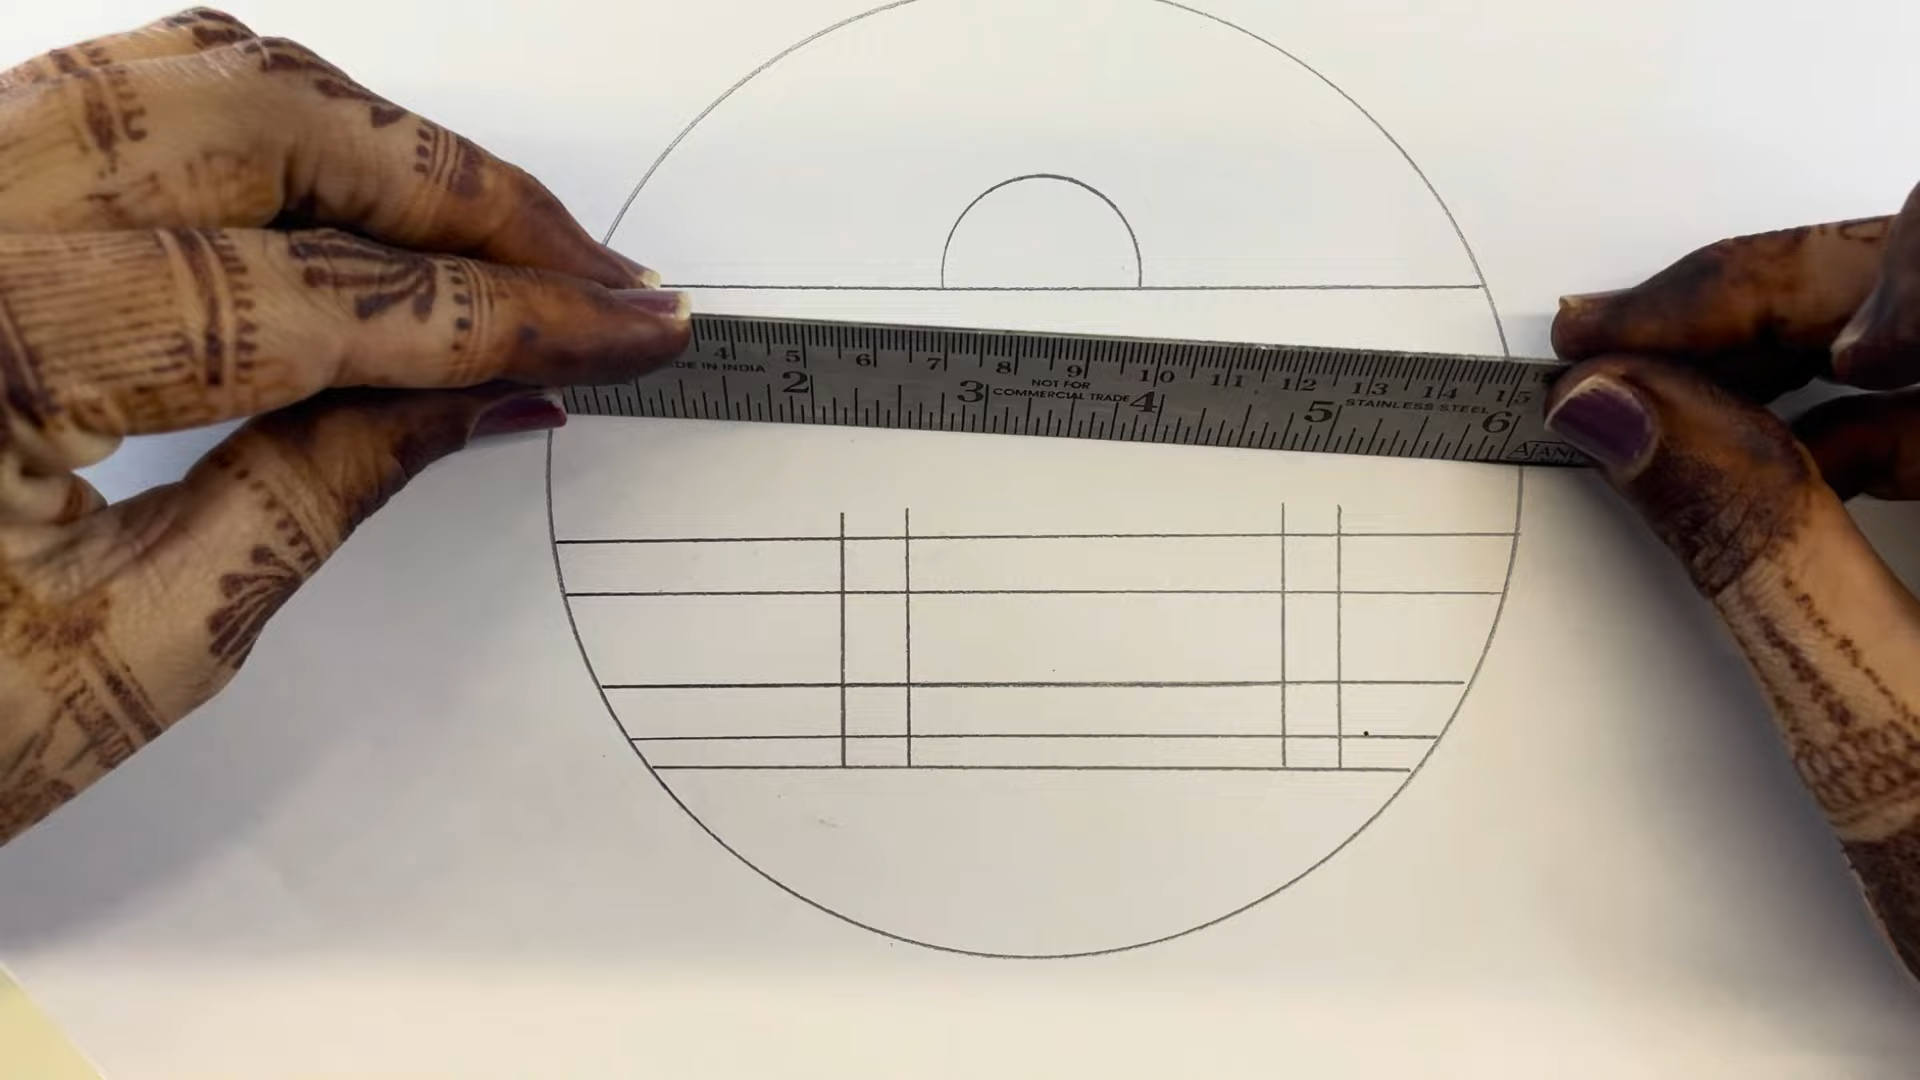 4 5 6 7 8 9 10 11 12 13 14 15
MADE IN INDIA 2 3 NOT FOR COMMERCIAL TRADE 4 5 STAINLESS STEEL 6